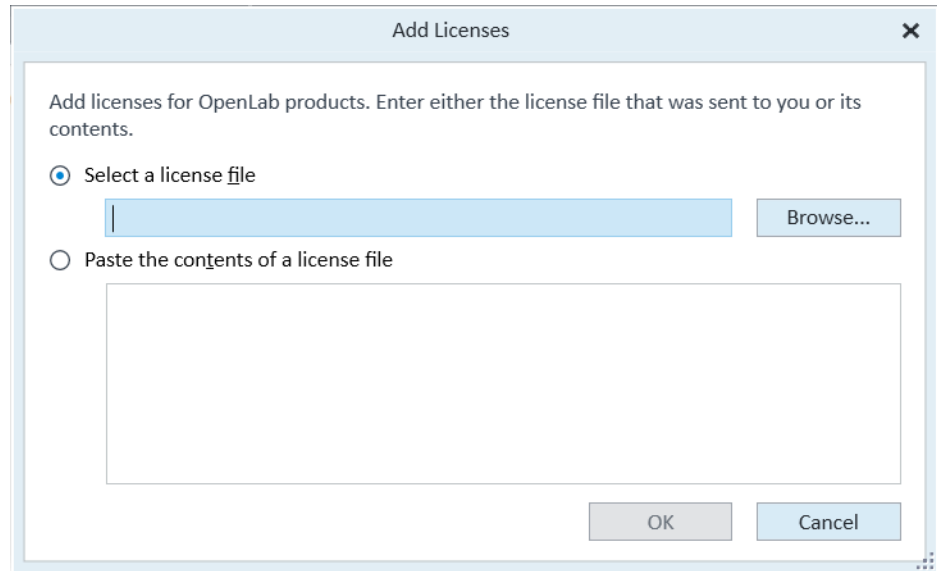 Add Licenses
Add licenses for OpenLab products. Enter either the license file that was sent to you or its
contents.
Select a license file
Browse...
Paste the contents of a license file
OK
Cancel